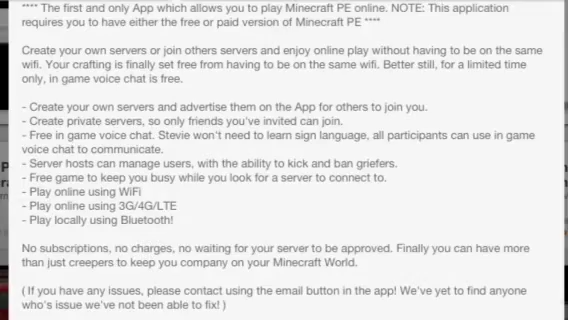 **** The first and only App which allows you to play Minecraft PE online. NOTE: This application
requires you to have either the free or paid version of Minecraft PE ****
Create your own servers or join others servers and enjoy online play without having to be on the same
wifi. Your crafting is finally set free from having to be on the same wifi. Better still, for a limited time
only, in game voice chat is free.
- Create your own servers and advertise them on the App for others to join you.
- Create private servers, so only friends you've invited can join.
- Free in game voice chat. Stevie won't need to learn sign language, all participants can use in game
voice chat to communicate.
- Server hosts can manage users, with the ability to kick and ban griefers.
- Free game to keep you busy while you look for a server to connect to.
- Play online using WiFi
- Play online using 3G/4G/LTE
- Play locally using Bluetooth!
No subscriptions, no charges, no waiting for your server to be approved. Finally you can have more
than just creepers to keep you company on your Minecraft World.
( If you have any issues, please contact using the email button in the app! We've yet to find anyone
who's issue we've not been able to fix! )